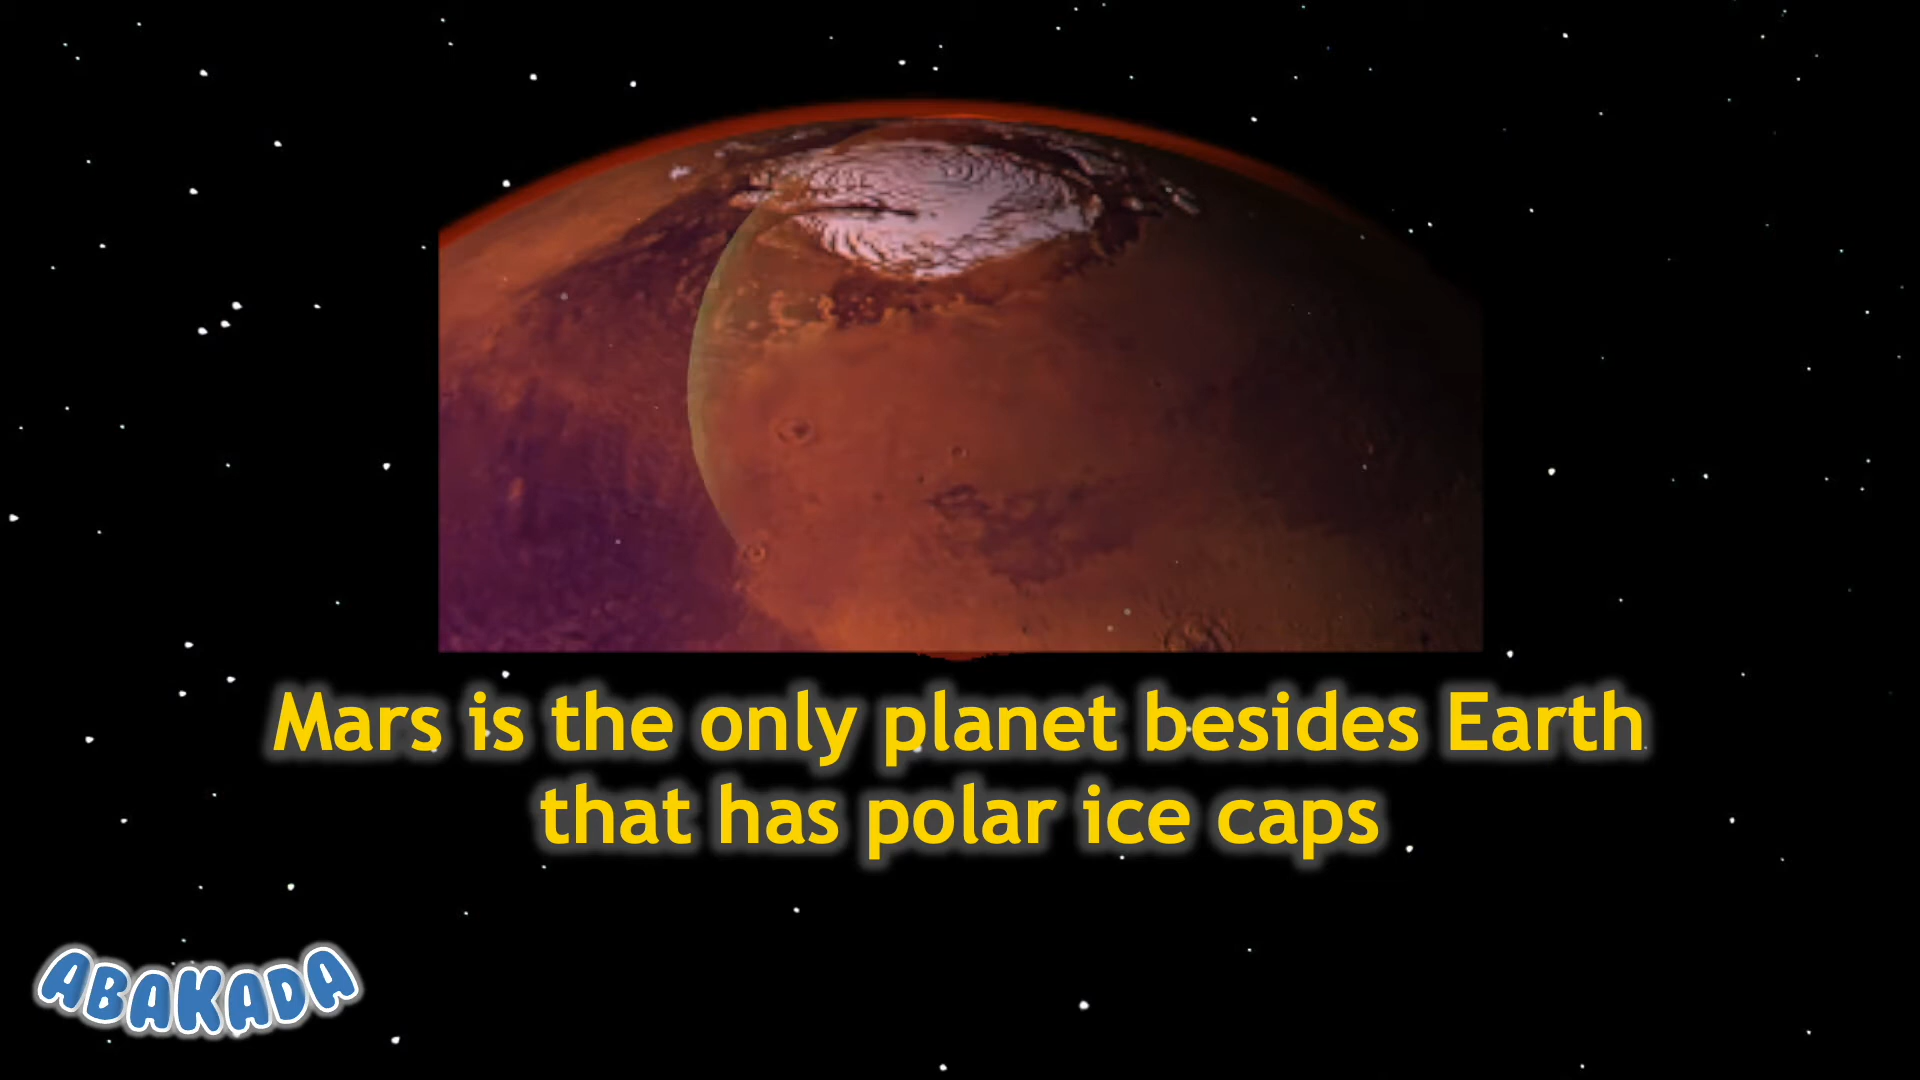 Mars is the only planet besides Earth
that has polar ice caps
ABAKADA